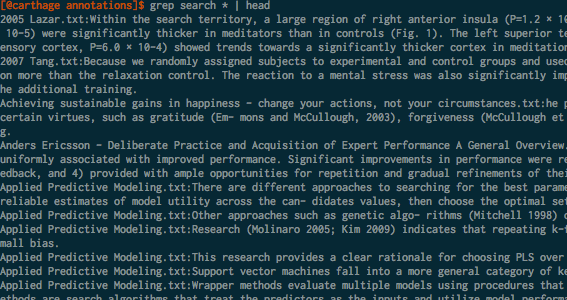 [@carthage annotations]$ grep search * | head
2005 Lazar.txt:Within the search territory, a large region of right anterior insula (P=1.2 × 10
 10−5) were significantly thicker in meditators than in controls (Fig. 1). The left superior te
ensory cortex, P=6.0 × 10−4) showed trends towards a significantly thicker cortex in meditation
2007 Tang.txt:Because we randomly assigned subjects to experimental and control groups and used
on more than the relaxation control. The reaction to a mental stress was also significantly imp
he additional training.
Achieving sustainable gains in happiness - change your actions, not your circumstances.txt:he p
certain virtues, such as gratitude (Em- mons and McCullough, 2003), forgiveness (McCullough et
g.
Anders Ericsson - Deliberate Practice and Acquisition of Expert Performance A General Overview.
uniformly associated with improved performance. Significant improvements in performance were re
edback, and 4) provided with ample opportunities for repetition and gradual refinements of thei
Applied Predictive Modeling.txt:There are different approaches to searching for the best parame
reliable estimates of model utility across the can- didates values, then choose the optimal set
Applied Predictive Modeling.txt:Other approaches such as genetic algo- rithms (Mitchell 1998) o
Applied Predictive Modeling.txt:Research (Molinaro 2005; Kim 2009) indicates that repeating k-f
mall bias.
Applied Predictive Modeling.txt:This research provides a clear rationale for choosing PLS over
Applied Predictive Modeling.txt:Support vector machines fall into a more general category of ke
Applied Predictive Modeling.txt:Wrapper methods evaluate multiple models using procedures that
ethods are search algorithms that treat the predictors as the inputs and utilize model perform